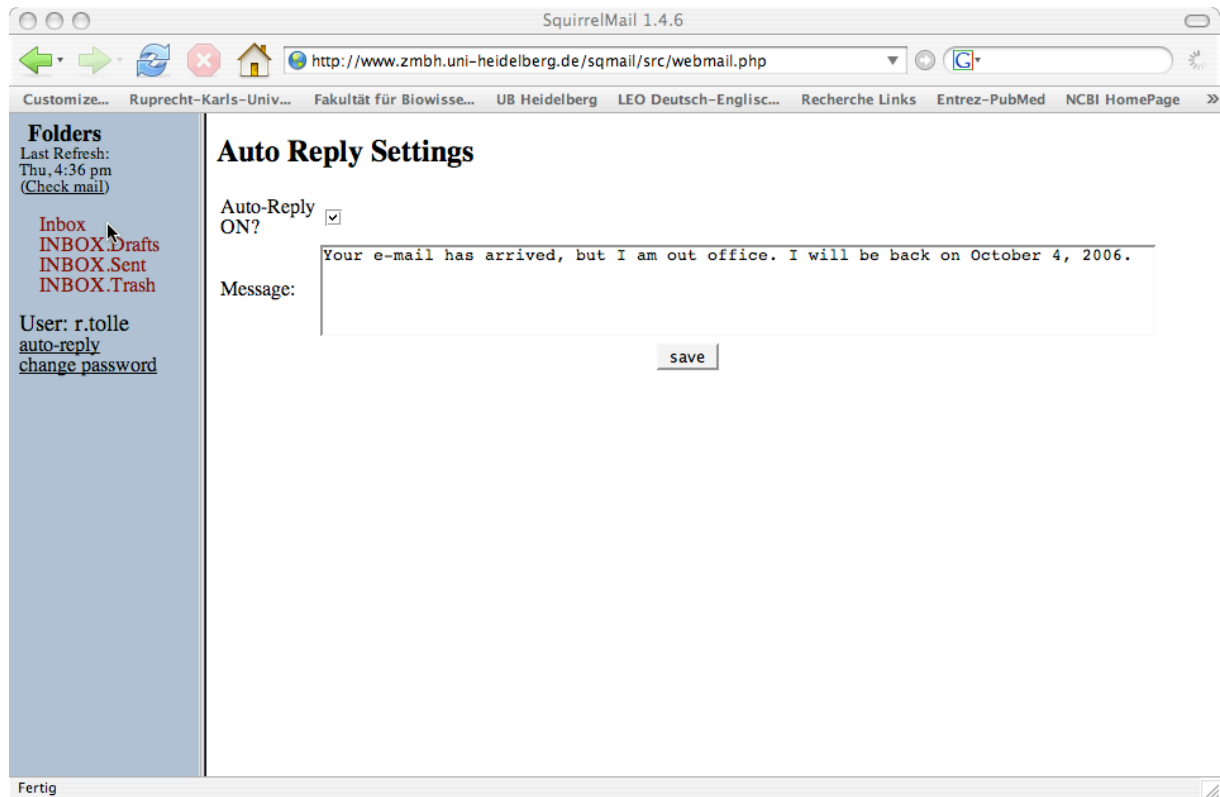 SquirrelMail 1.4.6
http://www.zmbh.uni-heidelberg.de/sqmail/src/webmail.php
G
Customize... Ruprecht-Karls-Univ... Fakultät für Biowisse... UB Heidelberg LEO Deutsch-Englisc... Recherche Links Entrez-PubMed NCBI HomePage »
Folders
Last Refresh:
Thu, 4:36 pm
(Check mail)
Inbox
INBOX.Drafts
INBOX.Sent
INBOX.Trash
User: r.tolle
auto-reply
change password
Auto Reply Settings
Auto-Reply
ON?
Message:
Your e-mail has arrived, but I am out office. I will be back on October 4, 2006.
save
Fertig